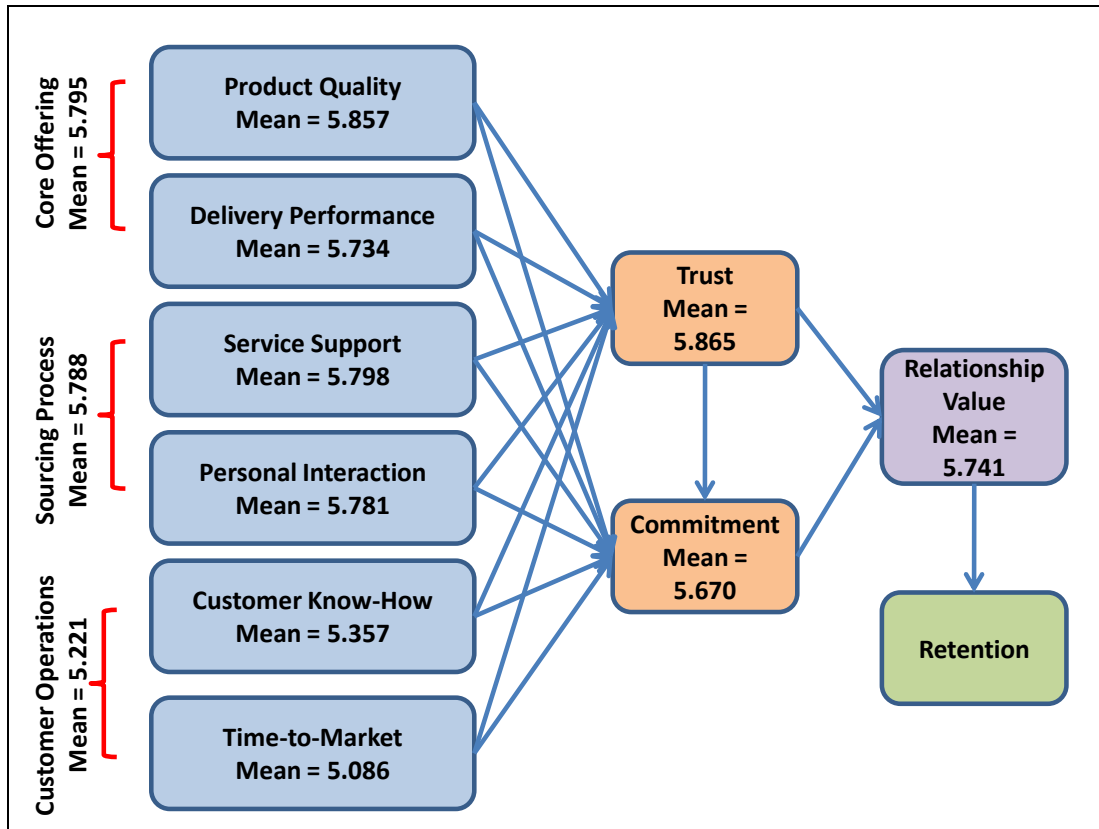 Core Offering
Mean = 5.795
Product Quality
Mean = 5.857
Delivery Performance
Mean = 5.734
Sourcing Process
Mean = 5.788
Service Support
Mean = 5.798
Personal Interaction
Mean = 5.781
Customer Operations
Mean = 5.221
Customer Know-How
Mean = 5.357
Time-to-Market
Mean = 5.086
Trust
Mean =
5.865
Commitment
Mean =
5.670
Relationship
Value
Mean =
5.741
Retention